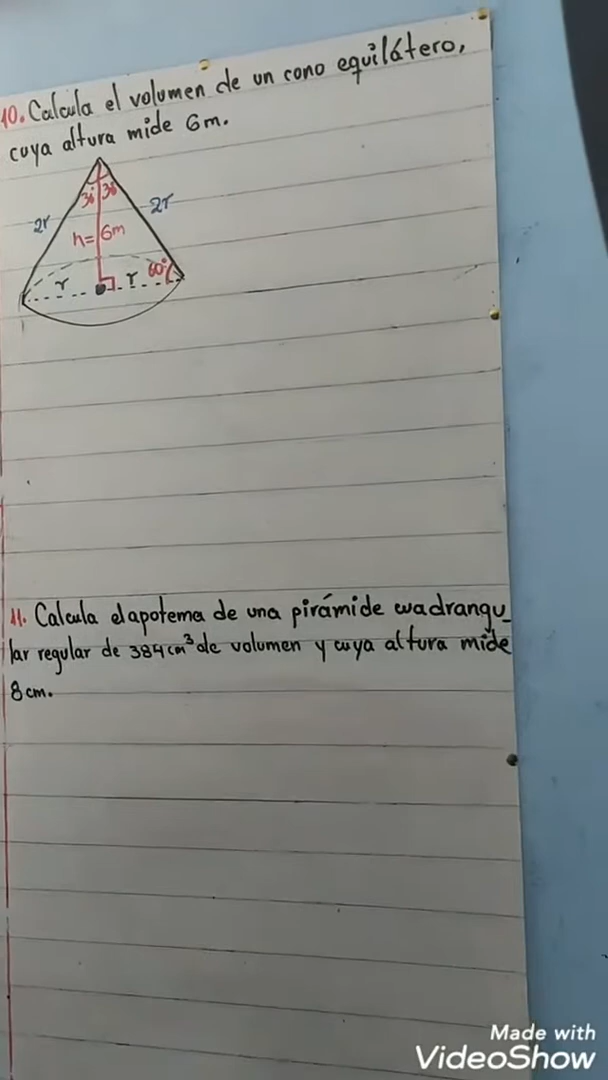 10. Calcula el volumen de un cono equilátero,
cuya altura mide 6m.
30° 30°
2r 2r
h= 6m
r r 60°
11. Calcula el apotema de una pirámide cuadrangu_
lar regular de 384 cm³ de volumen y cuya altura mide
8 cm.
Made with
VideoShow